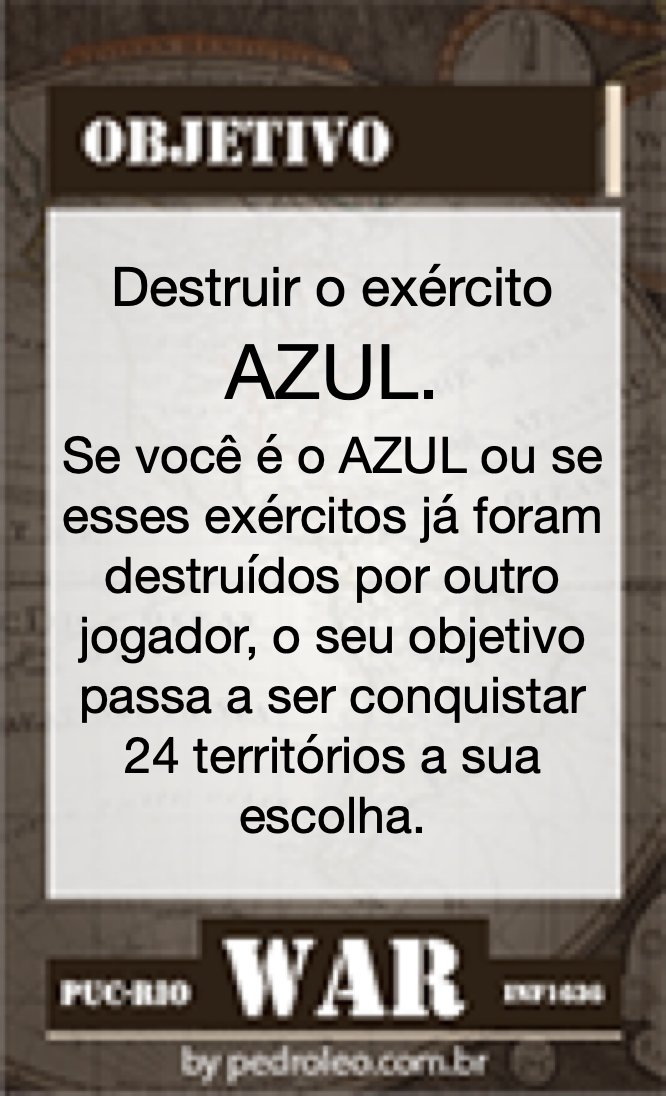 OBJETIVO
Destruir o exército
AZUL.
Se você é o AZUL ou se
esses exércitos já foram
destruídos por outro
jogador, o seu objetivo
passa a ser conquistar
24 territórios a sua
escolha.
PUC-RIO WAR INF1636
by pedroleo.com.br